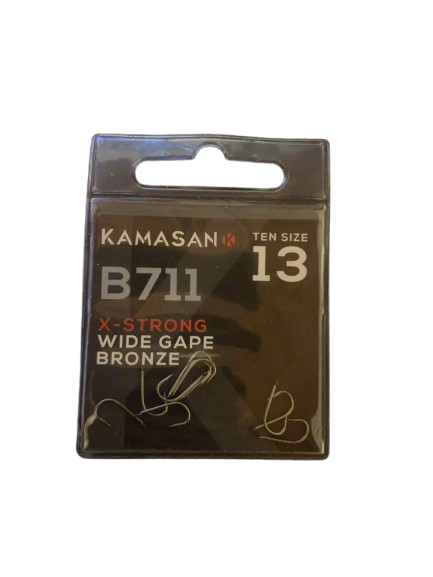 KAMASAN K
TEN SIZE
13
B711
X-STRONG
WIDE GAPE
BRONZE